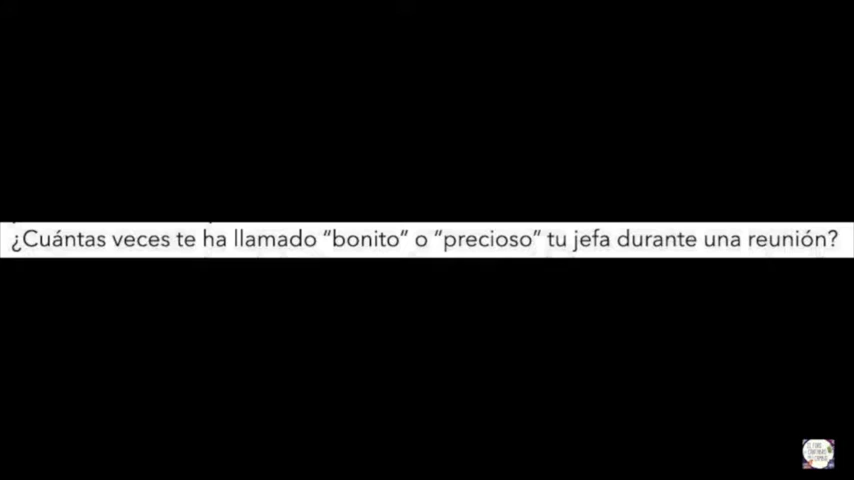 ¿Cuántas veces te ha llamado “bonito” o “precioso” tu jefa durante una reunión?